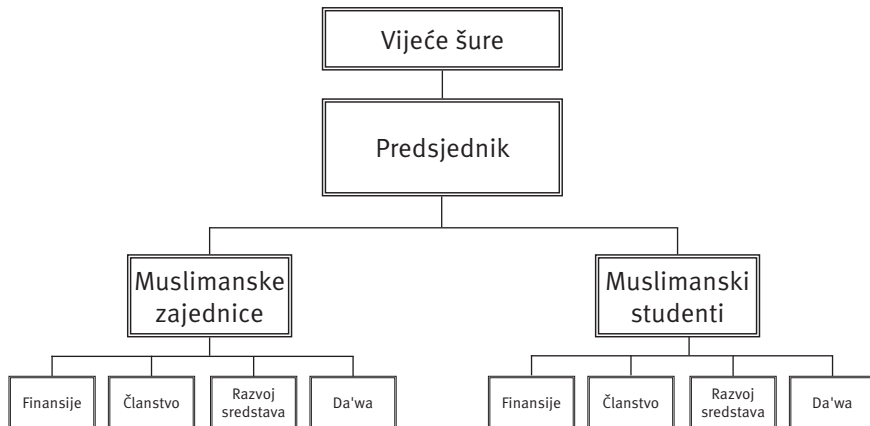 Vijeće šure
Predsjednik
Muslimanske
zajednice
Muslimanski
studenti
Finansije
Članstvo
Razvoj
sredstava
Da'wa
Finansije
Članstvo
Razvoj
sredstava
Da'wa